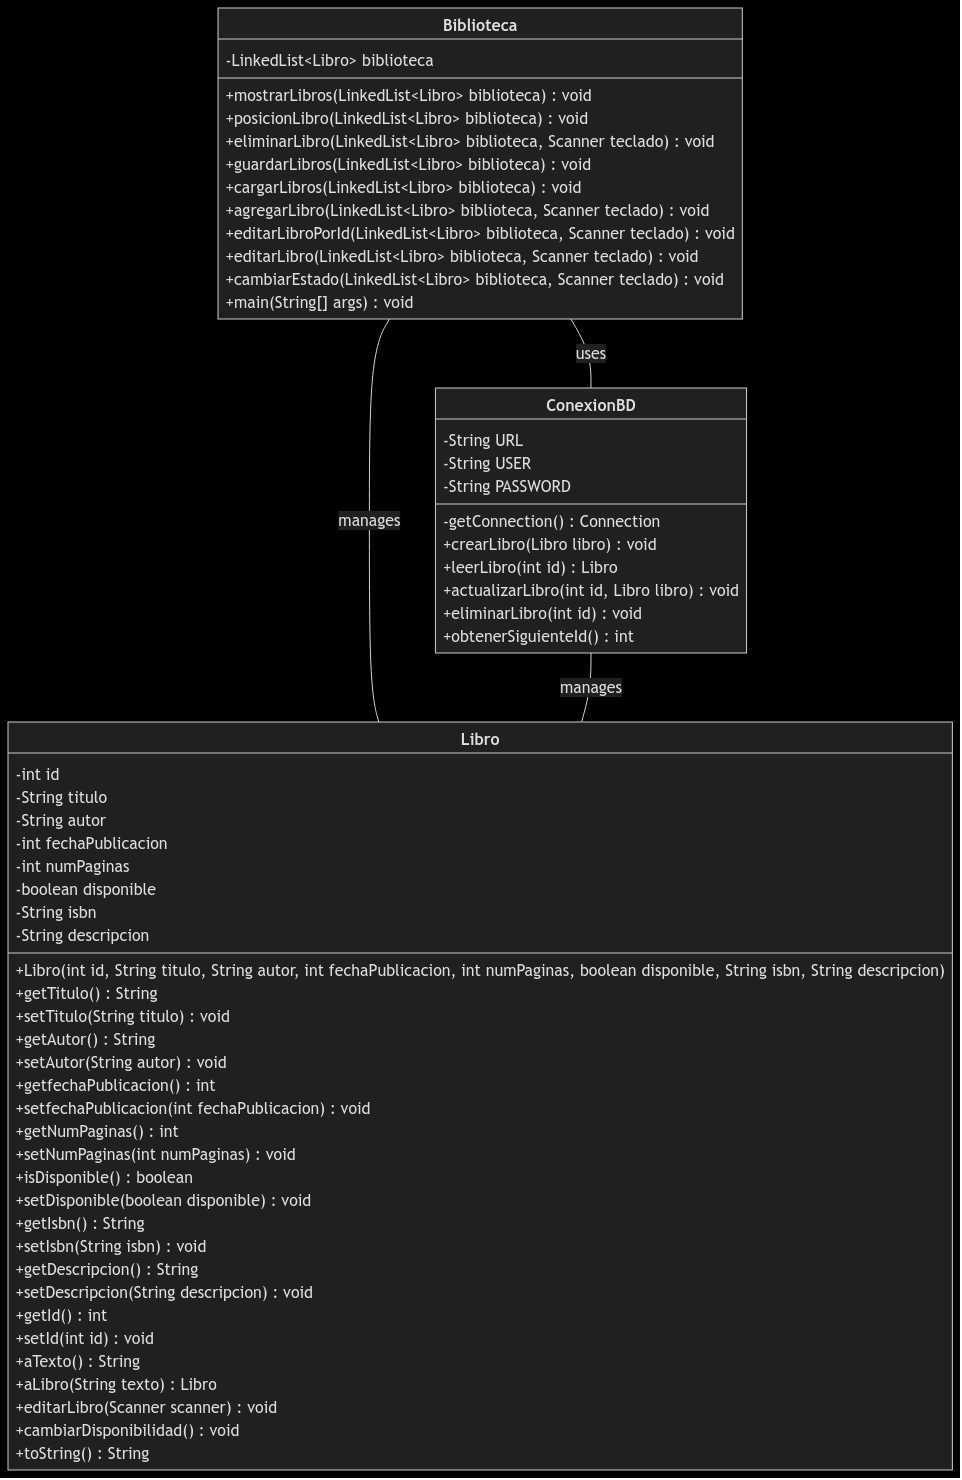 Biblioteca
-LinkedList<Libro> biblioteca
+mostrarLibros(LinkedList<Libro> biblioteca) : void
+posicionLibro(LinkedList<Libro> biblioteca) : void
+eliminarLibro(LinkedList<Libro> biblioteca, Scanner teclado) : void
+guardarLibros(LinkedList<Libro> biblioteca) : void
+cargarLibros(LinkedList<Libro> biblioteca) : void
+agregarLibro(LinkedList<Libro> biblioteca, Scanner teclado) : void
+editarLibroPorId(LinkedList<Libro> biblioteca, Scanner teclado) : void
+editarLibro(LinkedList<Libro> biblioteca, Scanner teclado) : void
+cambiarEstado(LinkedList<Libro> biblioteca, Scanner teclado) : void
+main(String[] args) : void
uses
ConexionBD
-String URL
-String USER
-String PASSWORD
-getConnection() : Connection
+crearLibro(Libro libro) : void
+leerLibro(int id) : Libro
+actualizarLibro(int id, Libro libro) : void
+eliminarLibro(int id) : void
+obtenerSiguienteId() : int
manages
manages
Libro
-int id
-String titulo
-String autor
-int fechaPublicacion
-int numPaginas
-boolean disponible
-String isbn
-String descripcion
+Libro(int id, String titulo, String autor, int fechaPublicacion, int numPaginas, boolean disponible, String isbn, String descripcion)
+getTitulo() : String
+setTitulo(String titulo) : void
+getAutor() : String
+setAutor(String autor) : void
+getfechaPublicacion() : int
+setfechaPublicacion(int fechaPublicacion) : void
+getNumPaginas() : int
+setNumPaginas(int numPaginas) : void
+isDisponible() : boolean
+setDisponible(boolean disponible) : void
+getIsbn() : String
+setIsbn(String isbn) : void
+getDescripcion() : String
+setDescripcion(String descripcion) : void
+getId() : int
+setId(int id) : void
+aTexto() : String
+aLibro(String texto) : Libro
+editarLibro(Scanner scanner) : void
+cambiarDisponibilidad() : void
+toString() : String